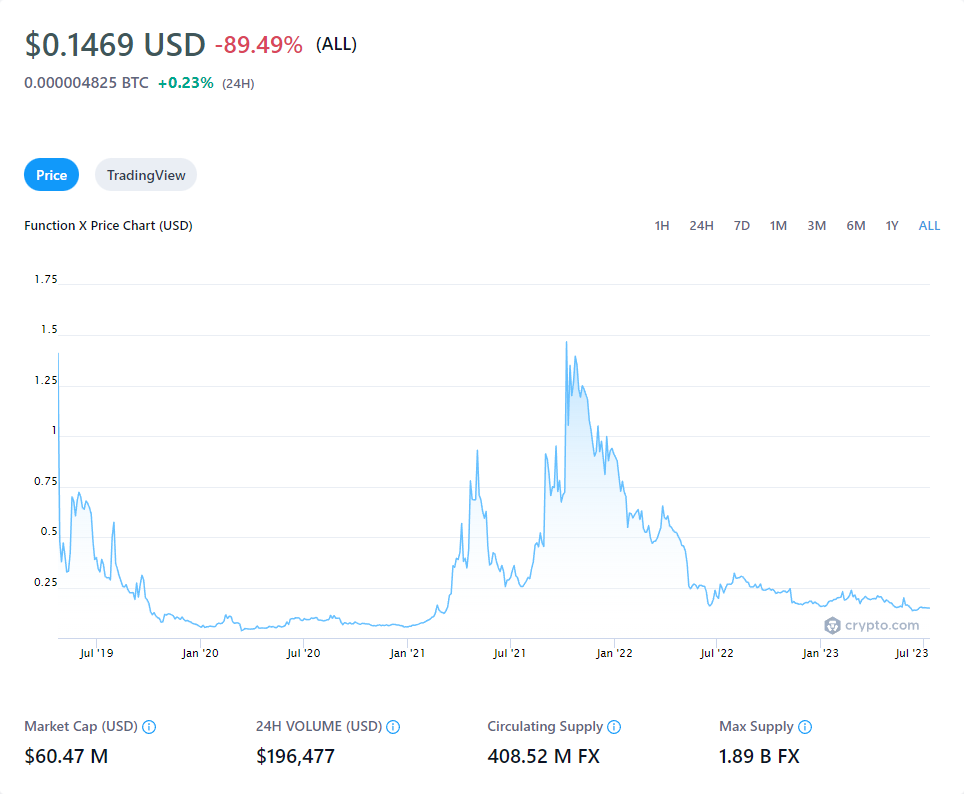 $0.1469 USD -89.49% (ALL)
0.000004825 BTC +0.23% (24H)
Price TradingView
Function X Price Chart (USD) 1H 24H 7D 1M 3M 6M 1Y ALL
1.75
1.5
1.25
1
0.75
0.5
0.25
crypto.com
Jul '19 Jan '20 Jul '20 Jan '21 Jul '21 Jan '22 Jul '22 Jan '23 Jul '23
Market Cap (USD) 24H VOLUME (USD) Circulating Supply Max Supply
$60.47 M $196,477 408.52 M FX 1.89 B FX